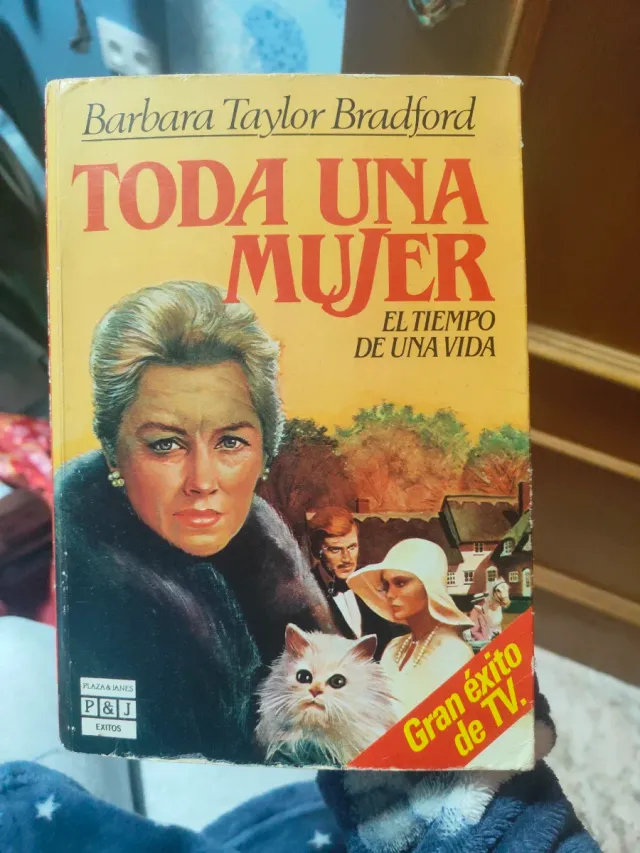 Barbara Taylor Bradford
TODA UNA
MUJER
EL TIEMPO
DE UNA VIDA
PLAZA & JANES
P & J
EXITOS
Gran éxito
de TV.